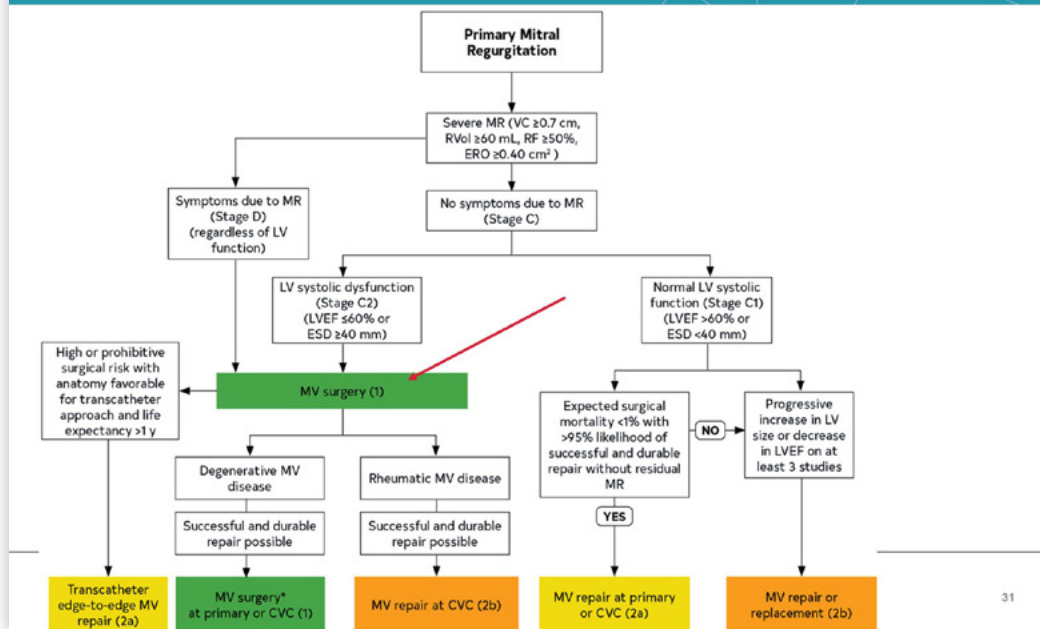 Primary Mitral
Regurgitation
Severe MR (VC ≥0.7 cm,
RVol ≥60 mL, RF ≥50%,
ERO ≥0.40 cm²)
Symptoms due to MR
(Stage D)
(regardless of LV
function)
No symptoms due to MR
(Stage C)
LV systolic dysfunction
(Stage C2)
(LVEF ≤60% or
ESD ≥40 mm)
Normal LV systolic
function (Stage C1)
(LVEF >60% or
ESD <40 mm)
High or prohibitive
surgical risk with
anatomy favorable
for transcatheter
approach and life
expectancy >1 y
MV surgery (1)
Expected surgical
mortality <1% with
>95% likelihood of
successful and durable
repair without residual
MR
NO
Progressive
increase in LV
size or decrease
in LVEF on at
least 3 studies
Degenerative MV
disease
Rheumatic MV disease
Successful and durable
repair possible
Successful and durable
repair possible
YES
Transcatheter
edge-to-edge MV
repair (2a)
MV surgery*
at primary or CVC (1)
MV repair at CVC (2b)
MV repair at primary
or CVC (2a)
MV repair or
replacement (2b)
31